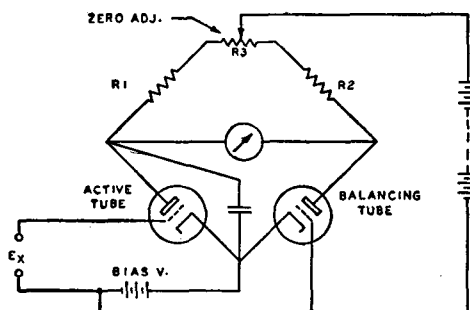 ZERO ADJ.
R3
R1
R2
ACTIVE
TUBE
BALANCING
TUBE
Ex
BIAS V.